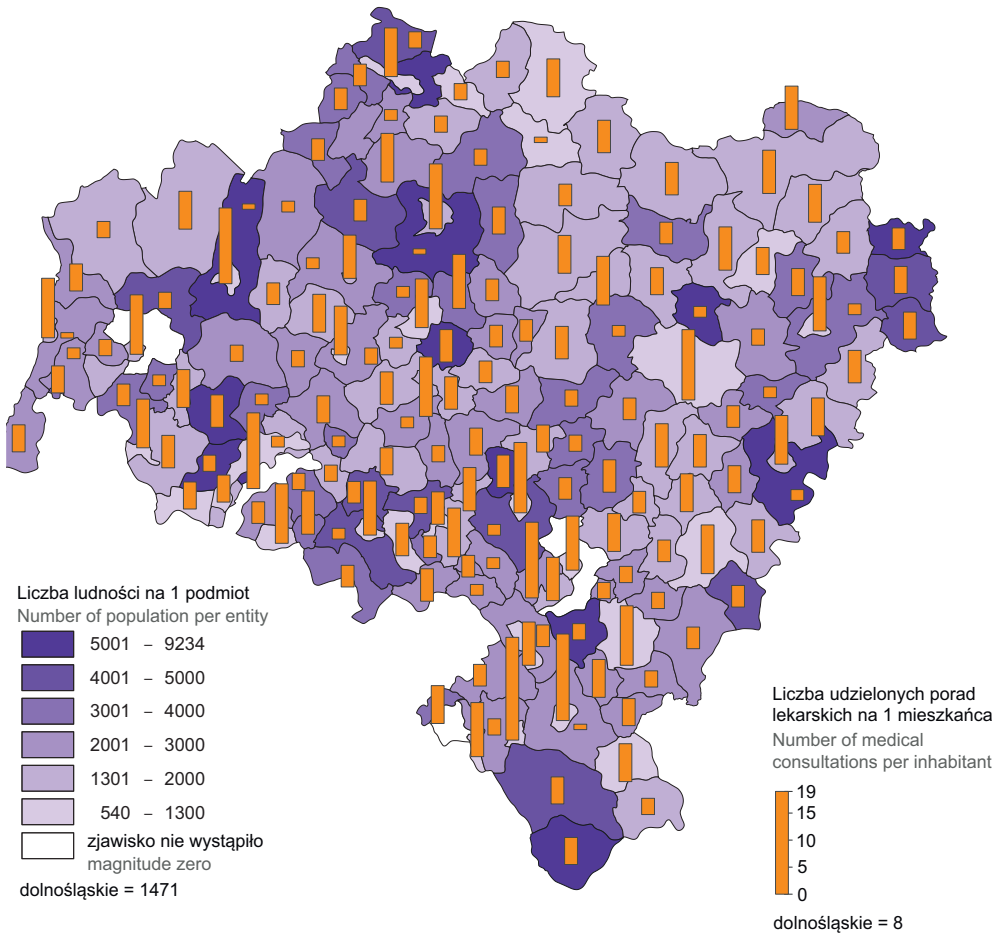 Liczba ludności na 1 podmiot
Number of population per entity
5001 – 9234
4001 – 5000
3001 – 4000
2001 – 3000
1301 – 2000
540 – 1300
zjawisko nie wystąpiło
magnitude zero
dolnośląskie = 1471
Liczba udzielonych porad
lekarskich na 1 mieszkańca
Number of medical
consultations per inhabitant
19
15
10
5
0
dolnośląskie = 8